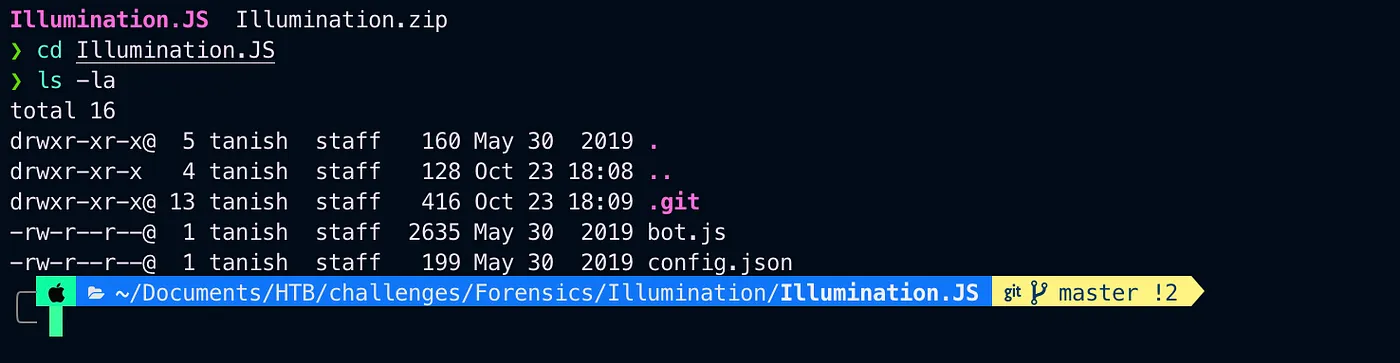 Illumination.JS  Illumination.zip
❯ cd Illumination.JS
❯ ls -la
total 16
drwxr-xr-x@  5 tanish  staff   160 May 30  2019 .
drwxr-xr-x   4 tanish  staff   128 Oct 23 18:08 ..
drwxr-xr-x@ 13 tanish  staff   416 Oct 23 18:09 .git
-rw-r--r--@  1 tanish  staff  2635 May 30  2019 bot.js
-rw-r--r--@  1 tanish  staff   199 May 30  2019 config.json
~/Documents/HTB/challenges/Forensics/Illumination/Illumination.JS git master !2